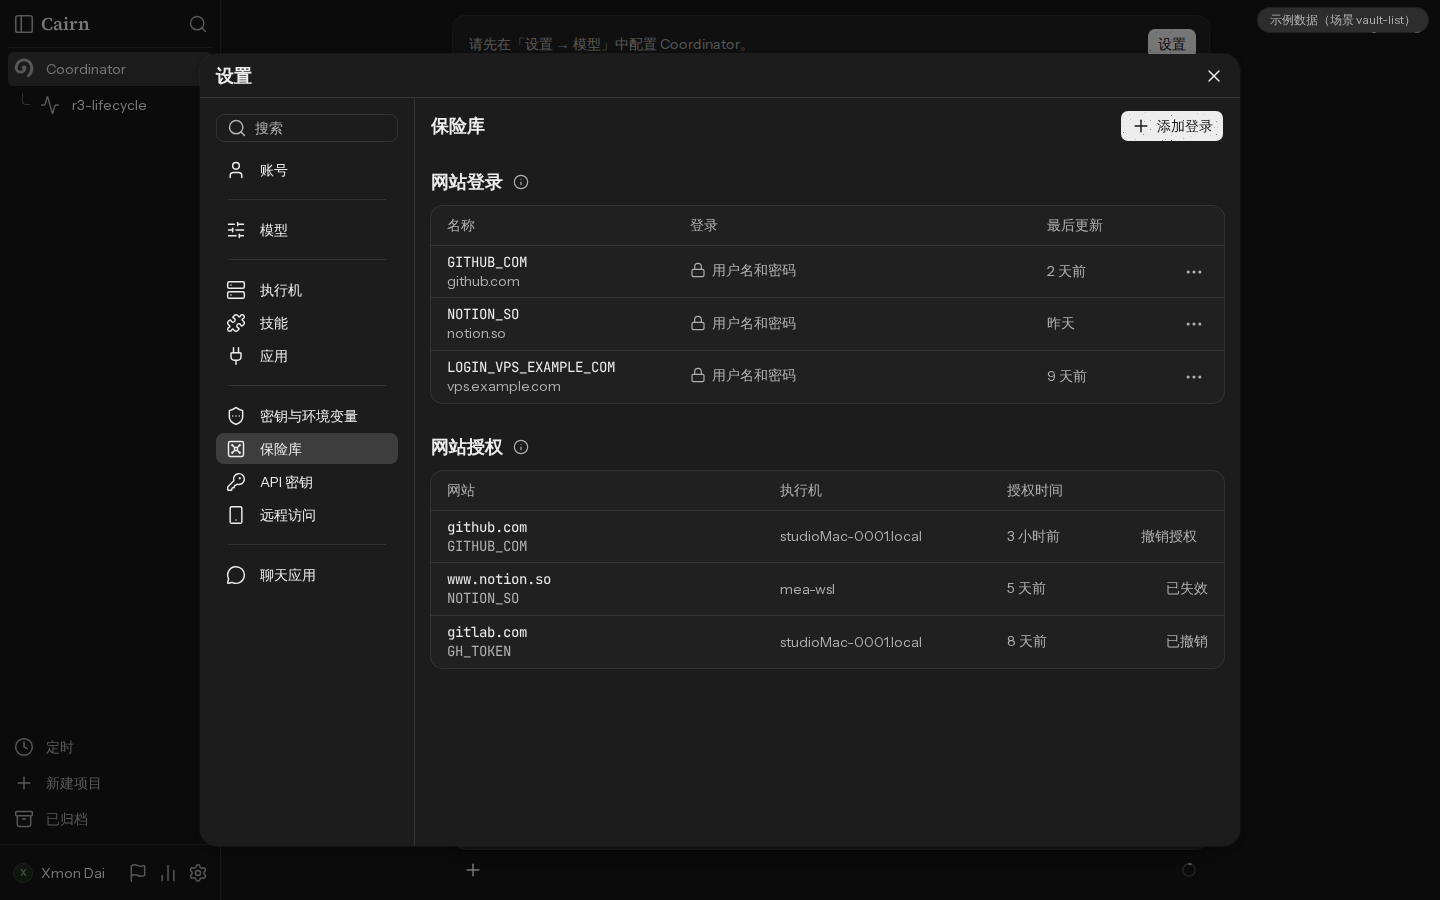 Cairn
示例数据（场景 vault-list）
请先在「设置 → 模型」中配置 Coordinator。
设置
Coordinator
r3-lifecycle
设置
搜索
账号
模型
执行机
技能
应用
密钥与环境变量
保险库
API 密钥
远程访问
聊天应用
保险库
添加登录
网站登录
名称 登录 最后更新
GITHUB_COM
github.com
用户名和密码 2 天前
NOTION_SO
notion.so
用户名和密码 昨天
LOGIN_VPS_EXAMPLE_COM
vps.example.com
用户名和密码 9 天前
网站授权
网站 执行机 授权时间
github.com
GITHUB_COM
studioMac-0001.local 3 小时前 撤销授权
www.notion.so
NOTION_SO
mea-wsl 5 天前 已失效
gitlab.com
GH_TOKEN
studioMac-0001.local 8 天前 已撤销
定时
新建项目
已归档
X Xmon Dai